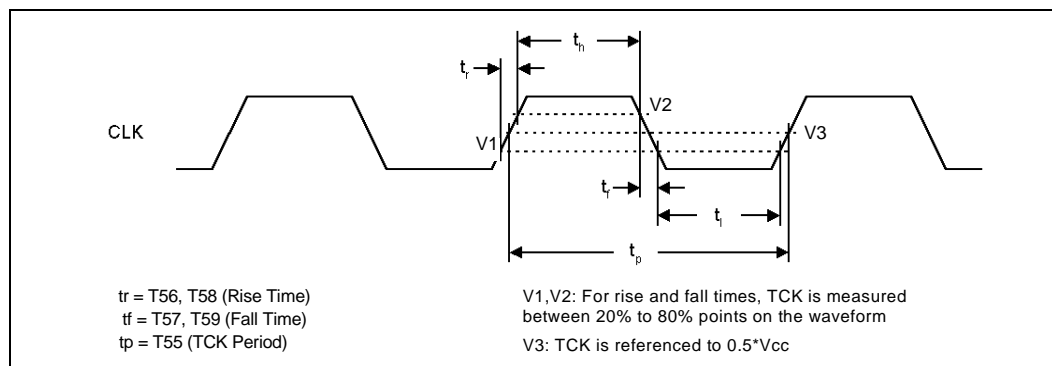 th
tr
V2
CLK
V1
V3
tf
tl
tp
tr = T56, T58 (Rise Time)
tf = T57, T59 (Fall Time)
tp = T55 (TCK Period)
V1,V2: For rise and fall times, TCK is measured
between 20% to 80% points on the waveform
V3: TCK is referenced to 0.5*Vcc